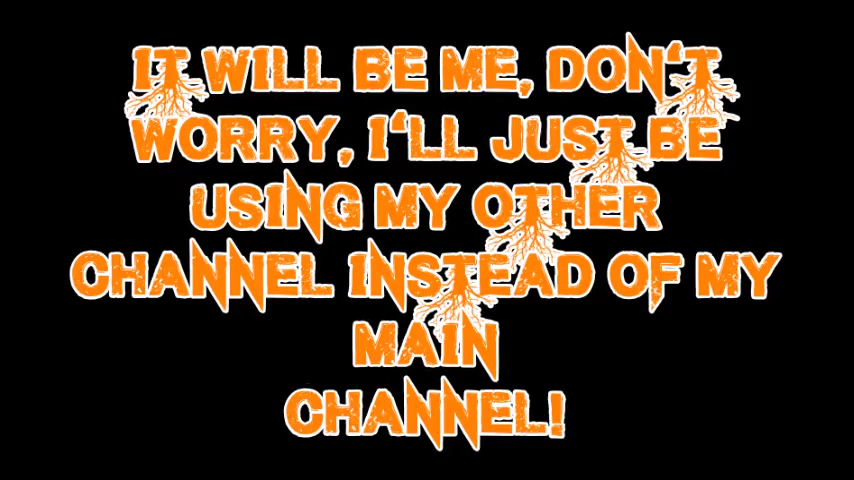 IT WILL BE ME, DON'T
WORRY, I'LL JUST BE
USING MY OTHER
CHANNEL INSTEAD OF MY
MAIN
CHANNEL!